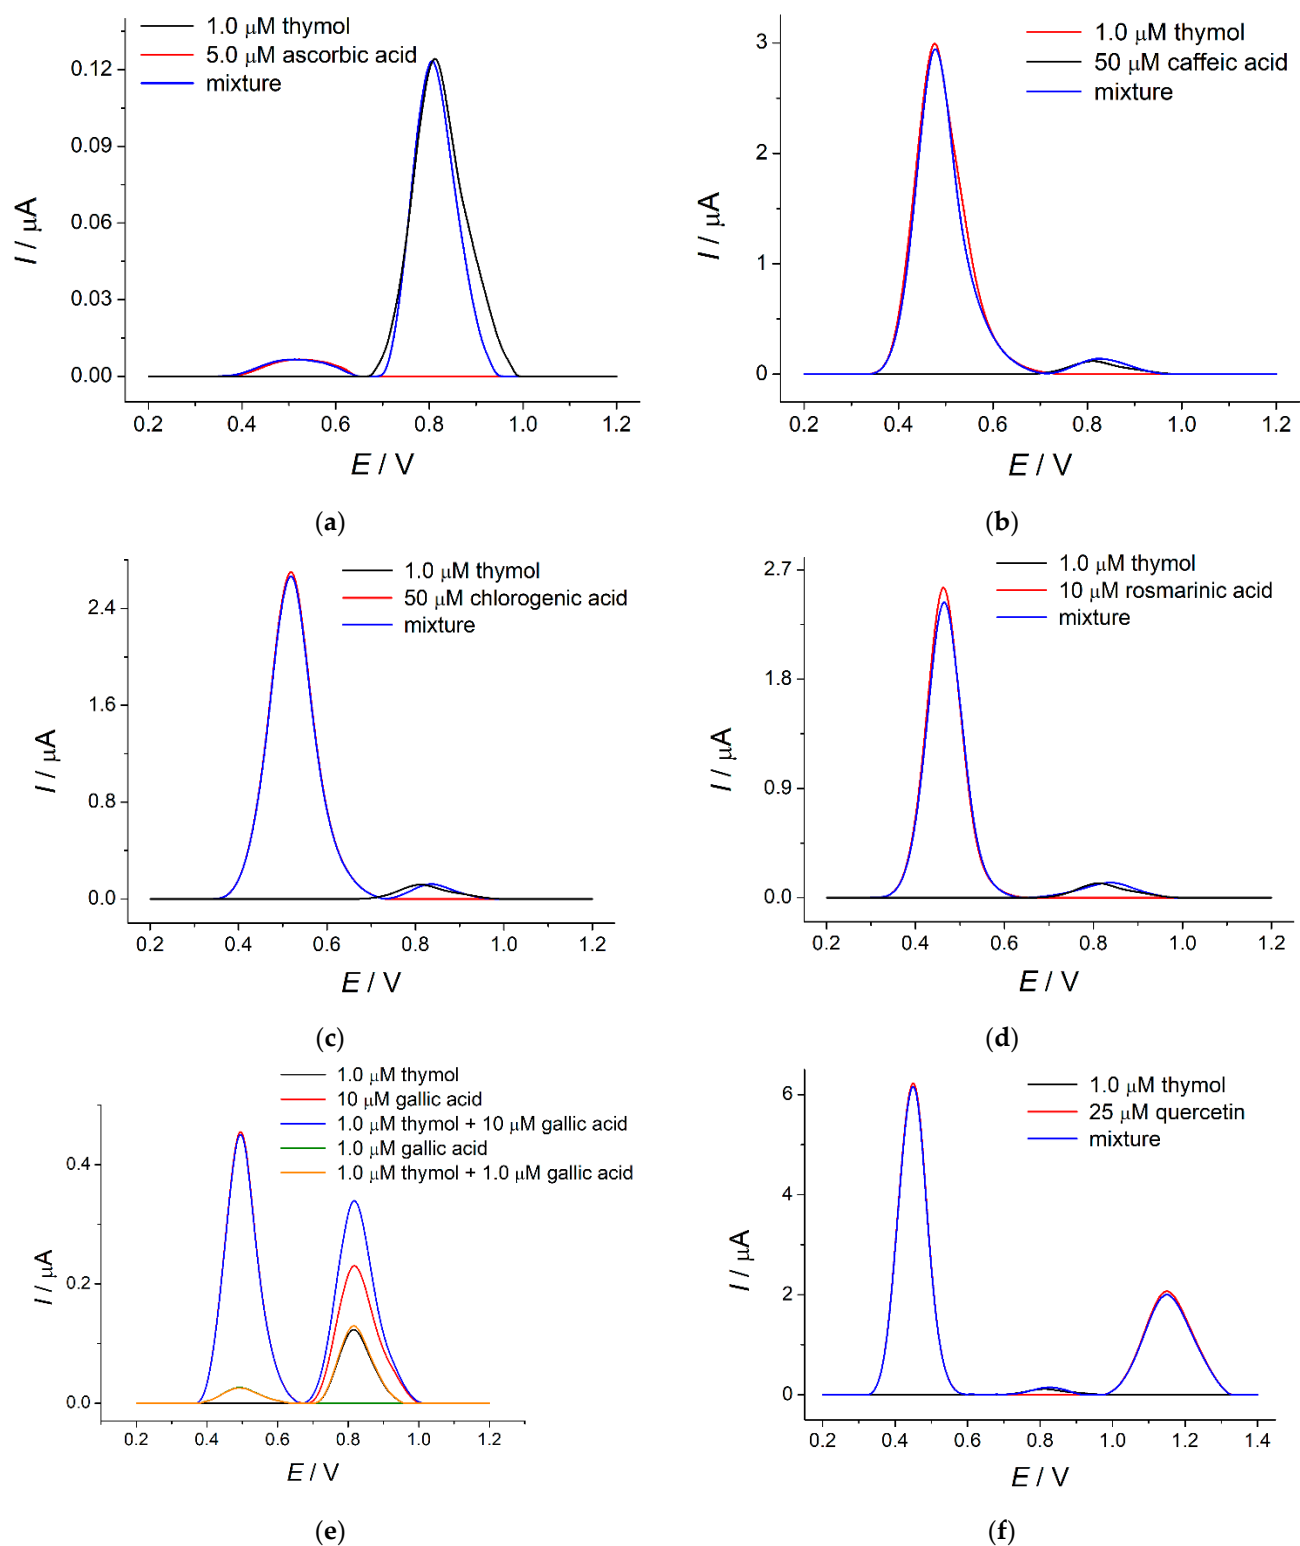 1.0 μM thymol
5.0 μM ascorbic acid
mixture
0.12
0.09
0.06
0.03
0.00
I / μA
0.2 0.4 0.6 0.8 1.0 1.2
E / V
(a)
1.0 μM thymol
50 μM caffeic acid
mixture
3
2
1
0
I / μA
0.2 0.4 0.6 0.8 1.0 1.2
E / V
(b)
1.0 μM thymol
50 μM chlorogenic acid
mixture
2.4
1.6
0.8
0.0
I / μA
0.2 0.4 0.6 0.8 1.0 1.2
E / V
(c)
1.0 μM thymol
10 μM rosmarinic acid
mixture
2.7
1.8
0.9
0.0
I / μA
0.2 0.4 0.6 0.8 1.0 1.2
E / V
(d)
1.0 μM thymol
10 μM gallic acid
1.0 μM thymol + 10 μM gallic acid
1.0 μM gallic acid
1.0 μM thymol + 1.0 μM gallic acid
0.4
0.2
0.0
I / μA
0.2 0.4 0.6 0.8 1.0 1.2
E / V
(e)
1.0 μM thymol
25 μM quercetin
mixture
6
4
2
0
I / μA
0.2 0.4 0.6 0.8 1.0 1.2 1.4
E / V
(f)